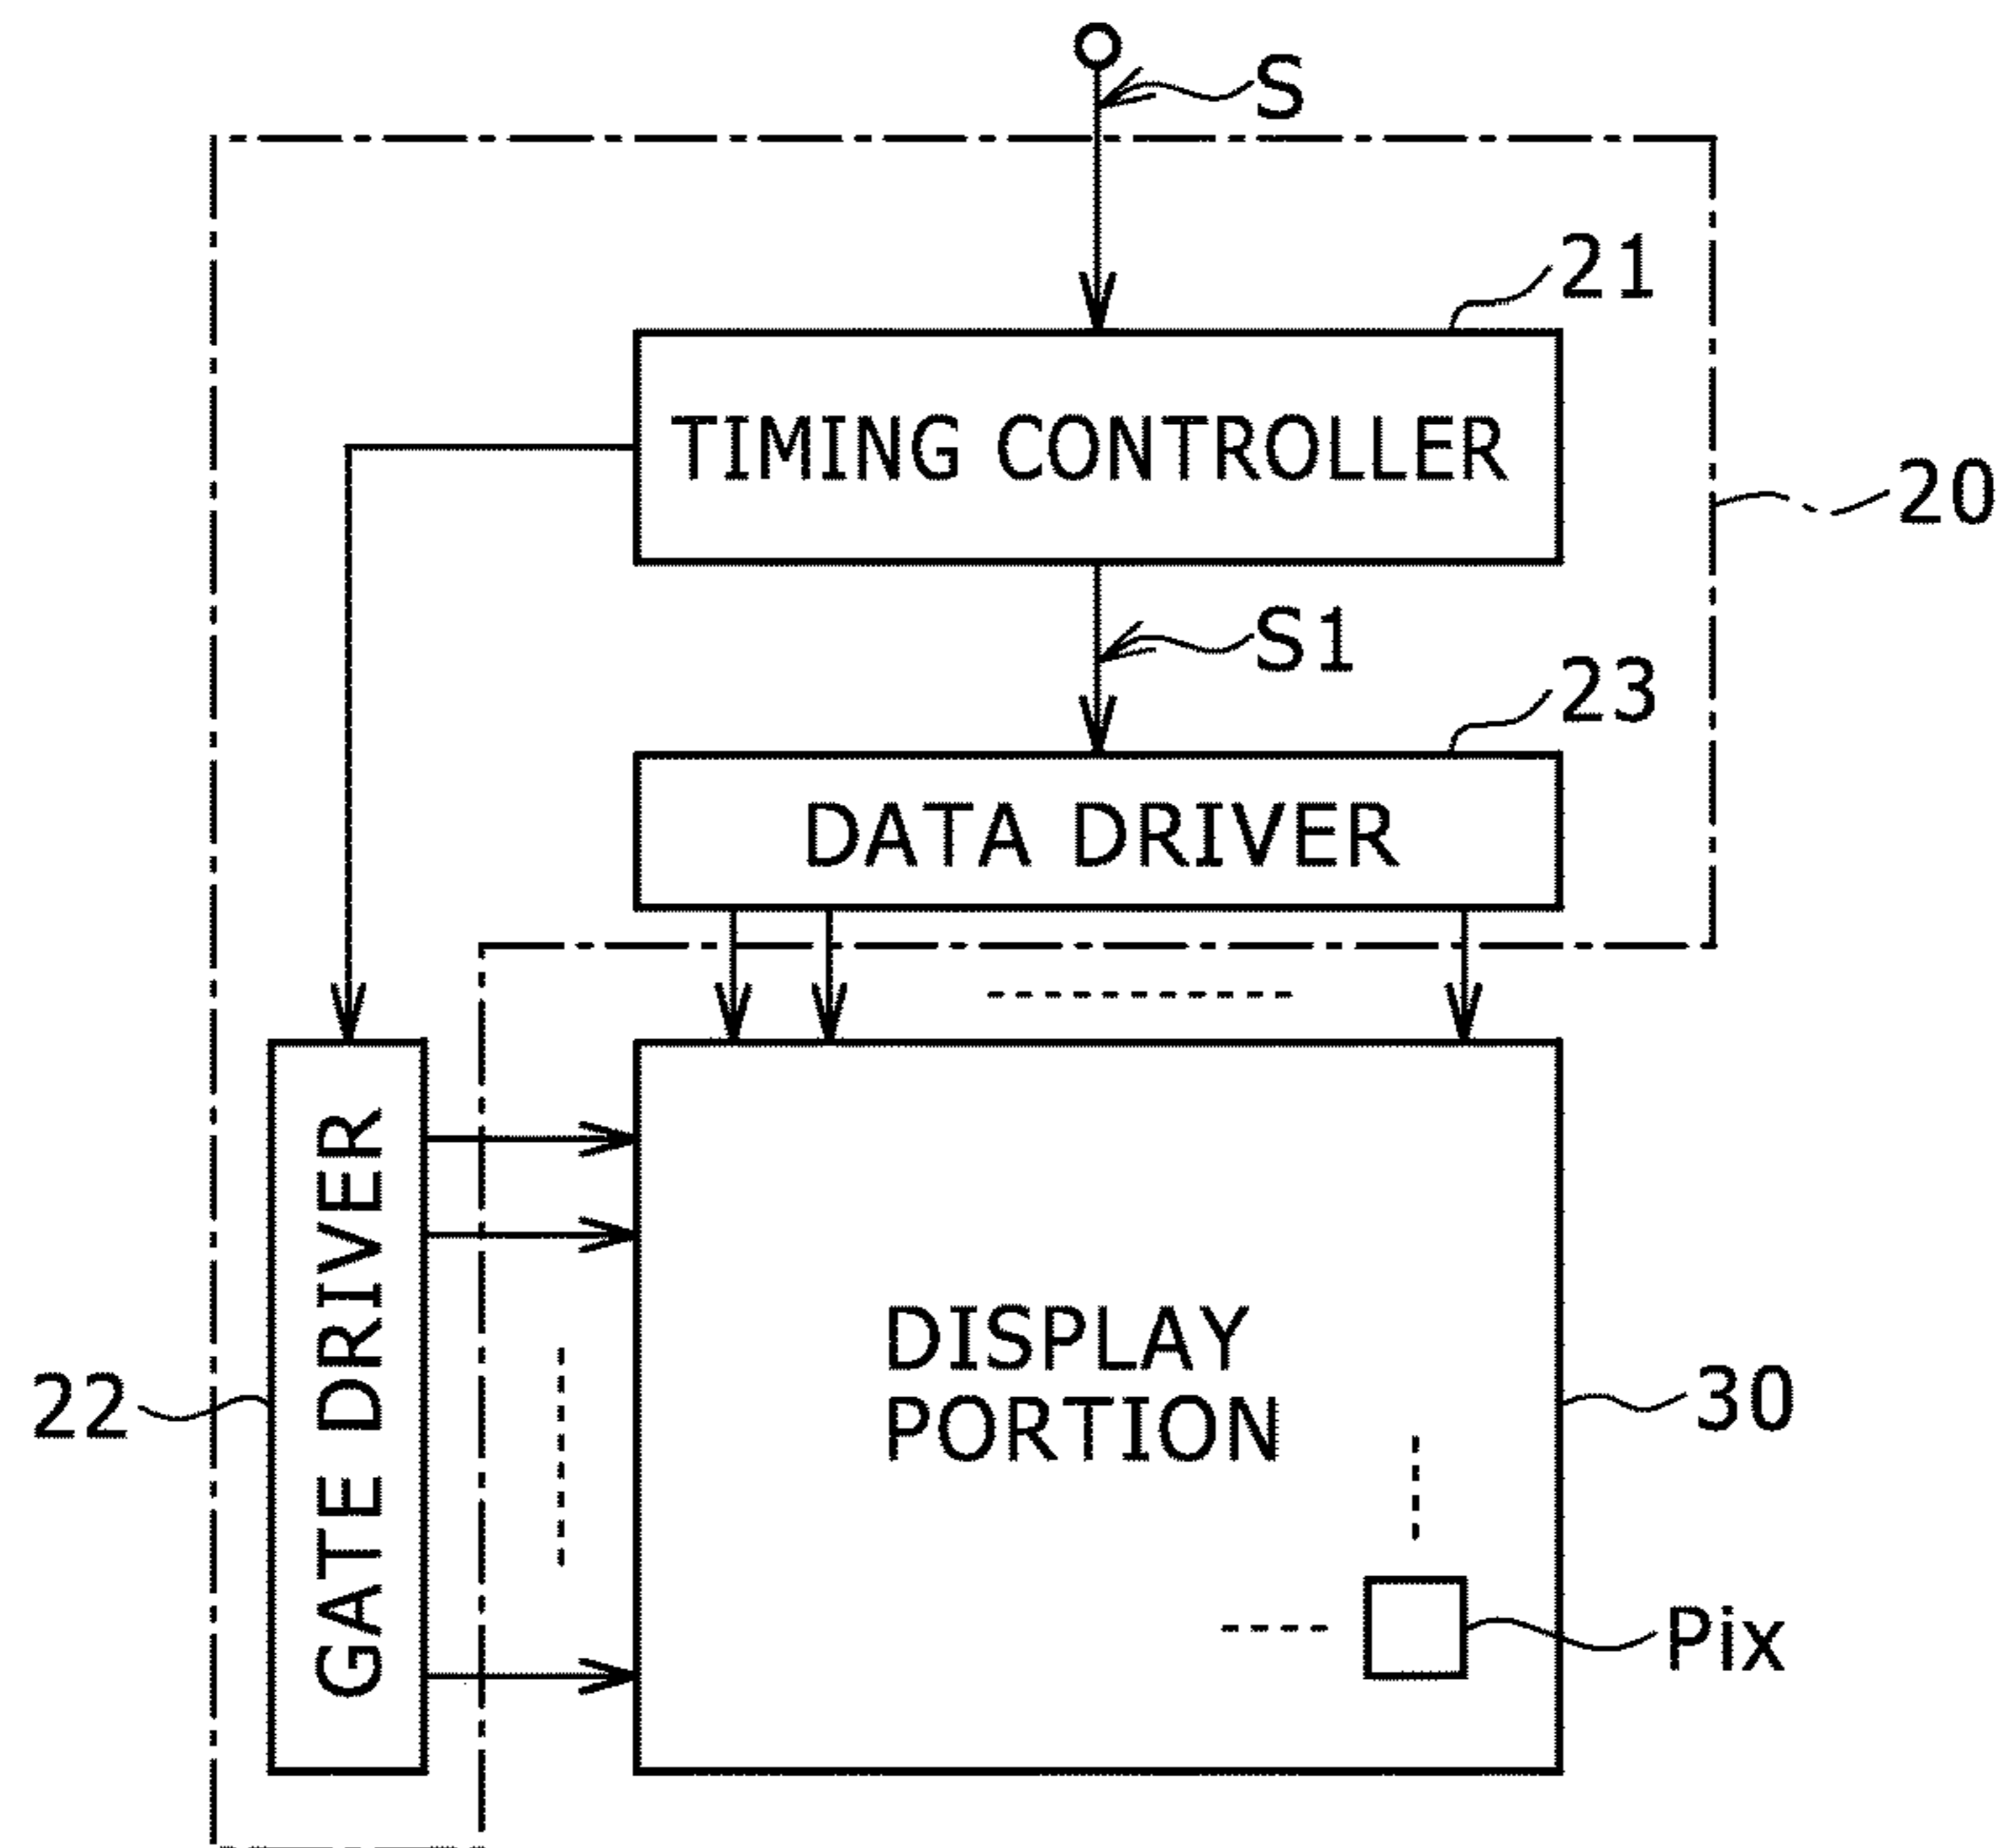 S
21
TIMING CONTROLLER
20
S1
23
DATA DRIVER
GATE DRIVER
22
DISPLAY
PORTION
30
Pix